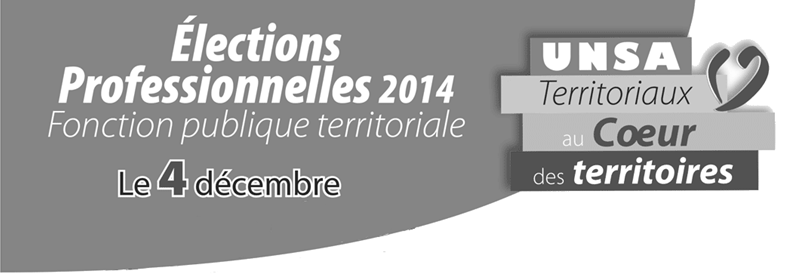 Élections
Professionnelles 2014
Fonction publique territoriale
Le 4 décembre
UNSA
Territoriaux
au Coeur
des territoires